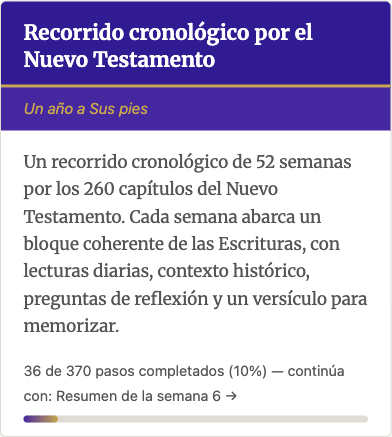 Recorrido cronológico por el
Nuevo Testamento
Un año a Sus pies
Un recorrido cronológico de 52 semanas
por los 260 capítulos del Nuevo
Testamento. Cada semana abarca un
bloque coherente de las Escrituras, con
lecturas diarias, contexto histórico,
preguntas de reflexión y un versículo para
memorizar.
36 de 370 pasos completados (10%) — continúa
con: Resumen de la semana 6 →